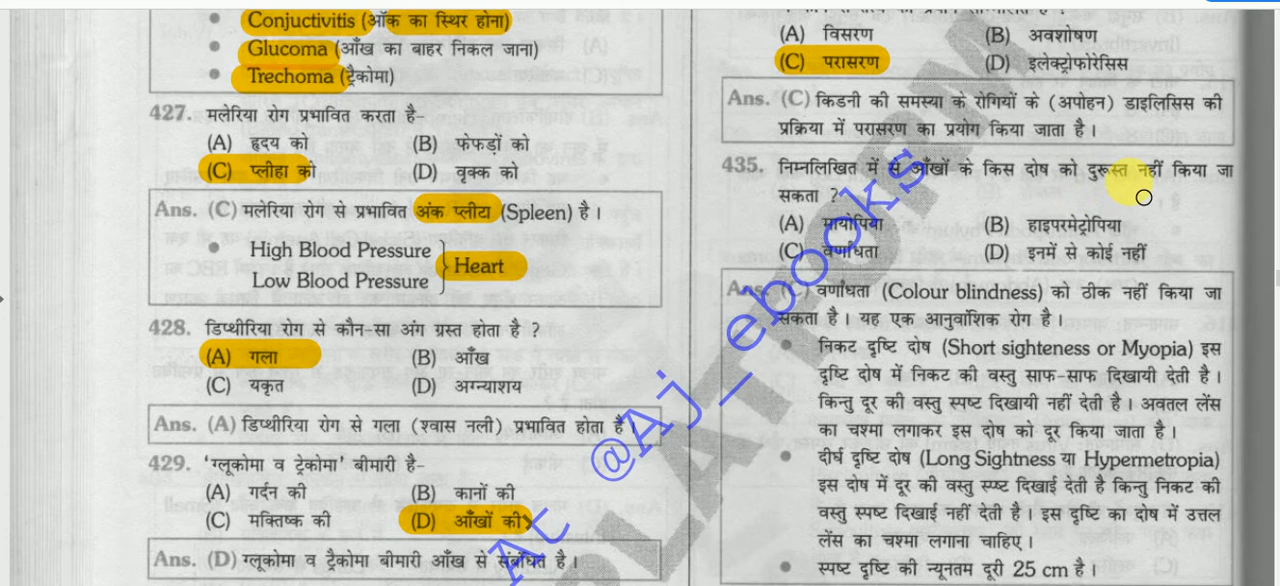 Conjuctivitis (आँक का स्थिर होना)
Glucoma (आँख का बाहर निकल जाना)
Trechoma (ट्रैकोमा)
427. मलेरिया रोग प्रभावित करता है-
(A) हृदय को (B) फेफड़ों को
(C) प्लीहा को (D) वृक्क को
Ans. (C) मलेरिया रोग से प्रभावित अंक प्लीटा (Spleen) है।
High Blood Pressure
Low Blood Pressure
Heart
428. डिप्थीरिया रोग से कौन-सा अंग ग्रस्त होता है ?
(A) गला (B) आँख
(C) यकृत (D) अग्न्याशय
Ans. (A) डिप्थीरिया रोग से गला (श्वास नली) प्रभावित होता है।
429. 'ग्लूकोमा व ट्रेकोमा' बीमारी है-
(A) गर्दन की (B) कानों की
(C) मक्तिष्क की (D) आँखों की
Ans. (D) ग्लूकोमा व ट्रैकोमा बीमारी आँख से संबंधित है।
(A) विसरण (B) अवशोषण
(C) परासरण (D) इलेक्ट्रोफोरेसिस
Ans. (C) किडनी की समस्या के रोगियों के (अपोहन) डाइलिसिस की
प्रक्रिया में परासरण का प्रयोग किया जाता है।
435. निम्नलिखित में से आँखों के किस दोष को दुरूस्त नहीं किया जा
सकता ?
(A) मायोपिया (B) हाइपरमेट्रोपिया
(C) वर्णांधता (D) इनमें से कोई नहीं
Ans. (C) वर्णांधता (Colour blindness) को ठीक नहीं किया जा
सकता है। यह एक आनुवांशिक रोग है।
निकट दृष्टि दोष (Short sighteness or Myopia) इस
दृष्टि दोष में निकट की वस्तु साफ-साफ दिखायी देती है।
किन्तु दूर की वस्तु स्पष्ट दिखायी नहीं देती है। अवतल लेंस
का चश्मा लगाकर इस दोष को दूर किया जाता है।
दीर्घ दृष्टि दोष (Long Sightness या Hypermetropia)
इस दोष में दूर की वस्तु स्पष्ट दिखाई देती है किन्तु निकट की
वस्तु स्पष्ट दिखाई नहीं देती है। इस दृष्टि का दोष में उत्तल
लेंस का चश्मा लगाना चाहिए।
स्पष्ट दृष्टि की न्यूनतम दूरी 25 cm है।
At @Aj_ebooks